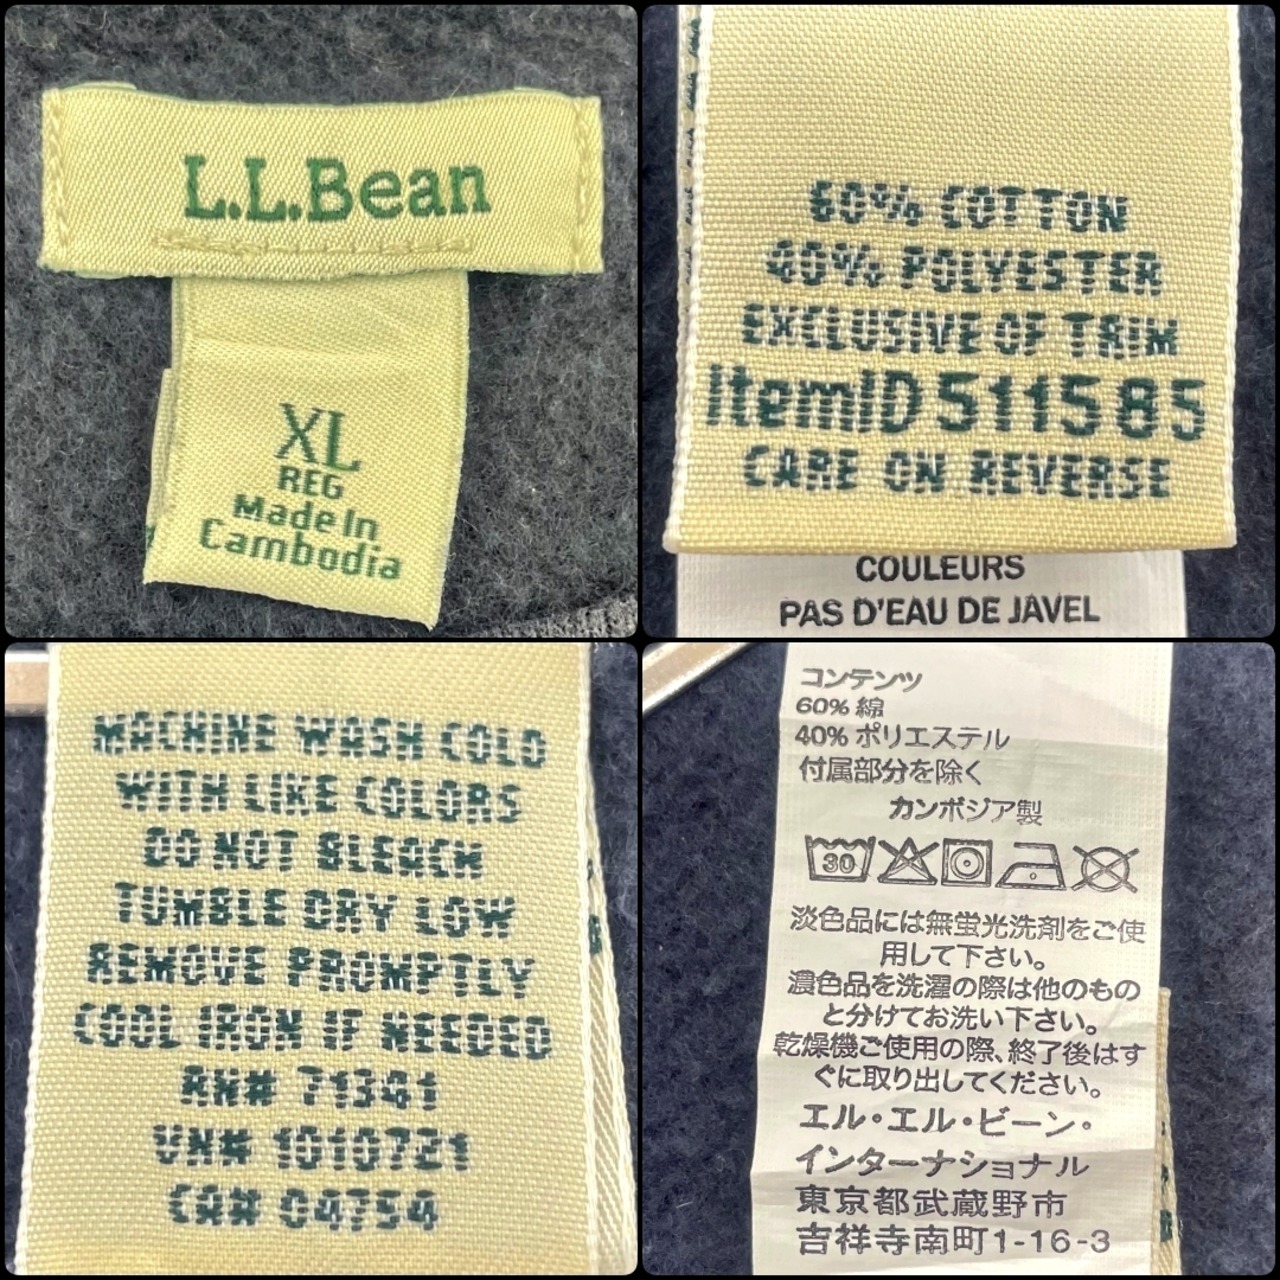 L.L.Bean
XL
REG
Made In
Cambodia
60% COTTON
40% POLYESTER
EXCLUSIVE OF TRIM
ItemID 511585
CARE ON REVERSE
COULEURS
PAS D'EAU DE JAVEL
MACHINE WASH COLD
WITH LIKE COLORS
DO NOT BLEACH
TUMBLE DRY LOW
REMOVE PROMPTLY
COOL IRON IF NEEDED
RN# 71341
VN# 1010721
CA# 04754
コンテンツ
60% 綿
40% ポリエステル
付属部分を除く
カンボジア製
30
淡色品には無蛍光洗剤をご使
用して下さい。
濃色品を洗濯の際は他のもの
と分けてお洗い下さい。
乾燥機ご使用の際、終了後はす
ぐに取り出してください。
エル・エル・ビーン・
インターナショナル
東京都武蔵野市
吉祥寺南町1-16-3